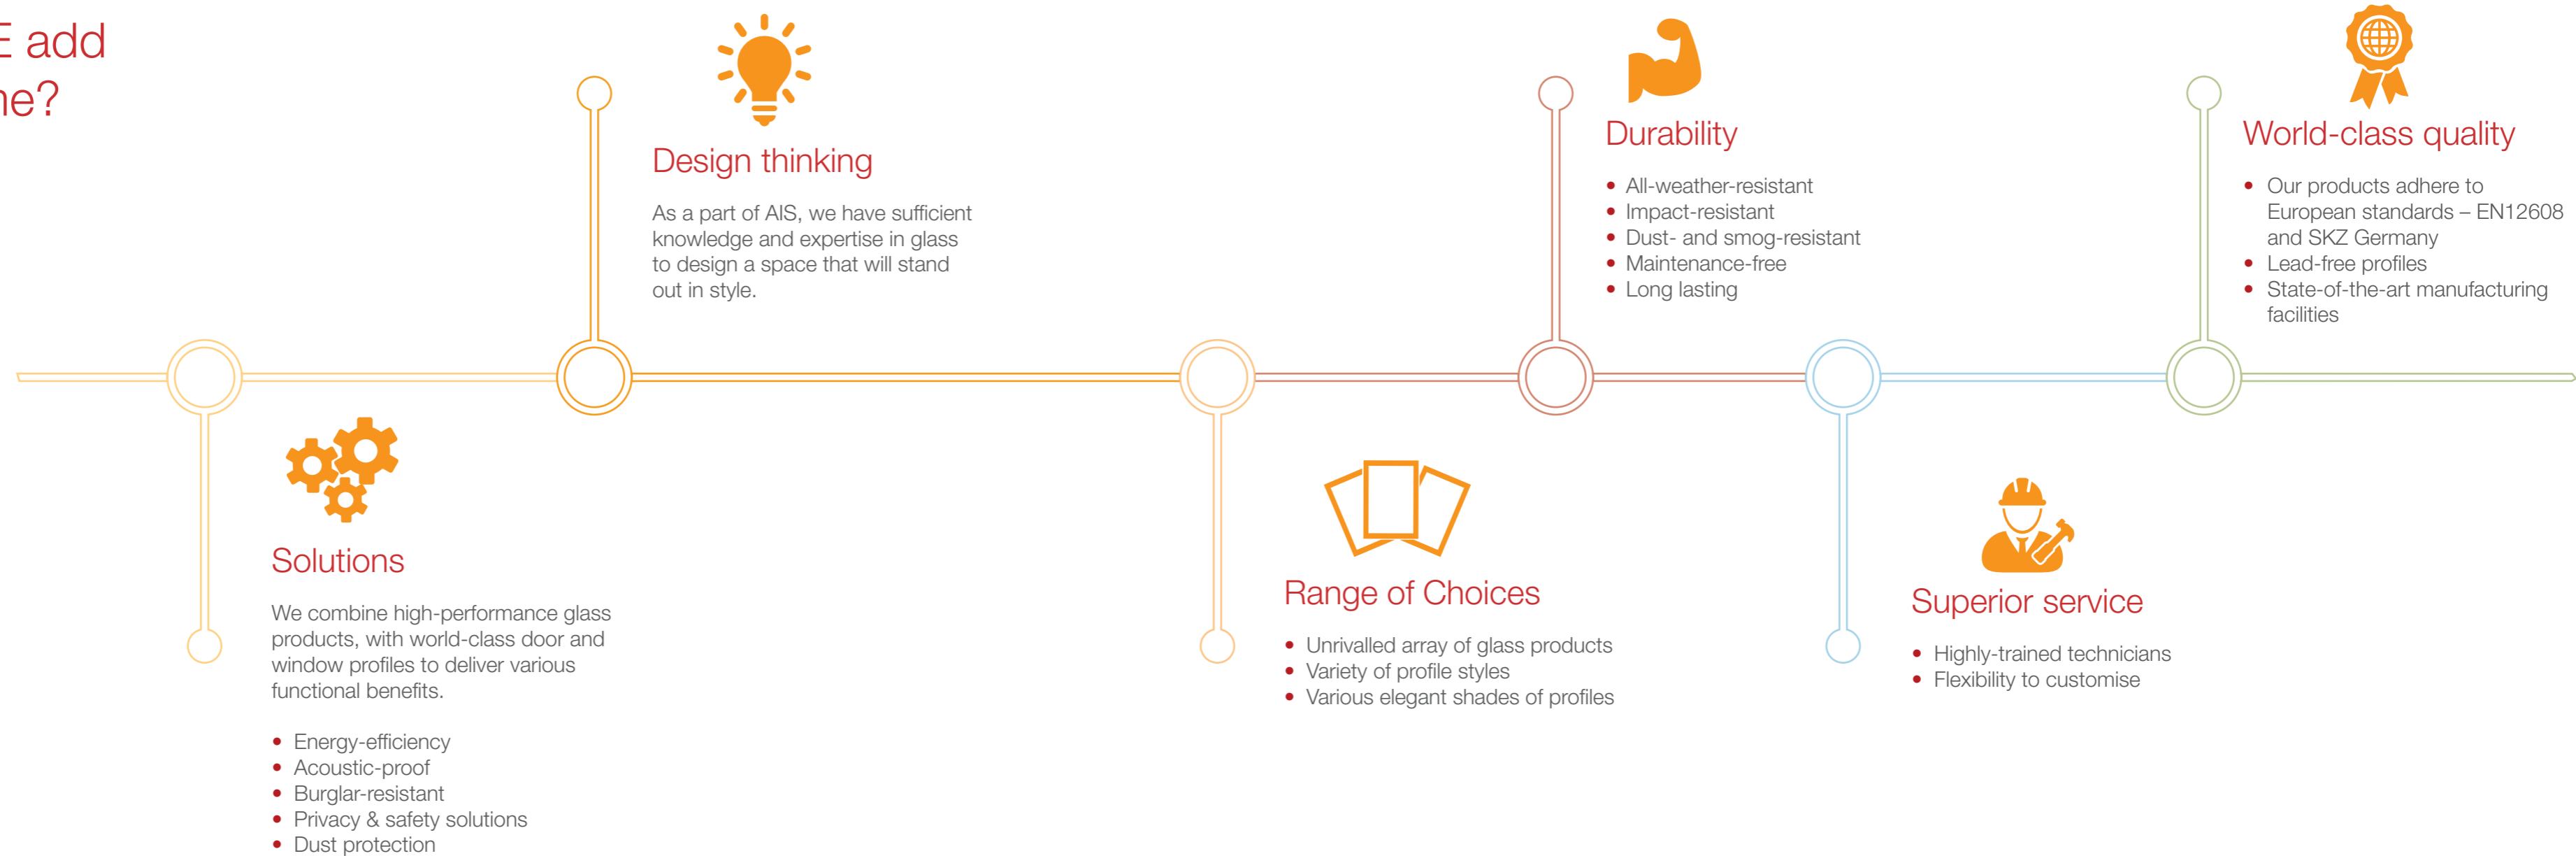 E add
ne?
Design thinking
As a part of AIS, we have sufficient
knowledge and expertise in glass
to design a space that will stand
out in style.
Durability
• All-weather-resistant
• Impact-resistant
• Dust- and smog-resistant
• Maintenance-free
• Long lasting
World-class quality
• Our products adhere to
European standards – EN12608
and SKZ Germany
• Lead-free profiles
• State-of-the-art manufacturing
facilities
Solutions
We combine high-performance glass
products, with world-class door and
window profiles to deliver various
functional benefits.
• Energy-efficiency
• Acoustic-proof
• Burglar-resistant
• Privacy & safety solutions
• Dust protection
Range of Choices
• Unrivalled array of glass products
• Variety of profile styles
• Various elegant shades of profiles
Superior service
• Highly-trained technicians
• Flexibility to customise